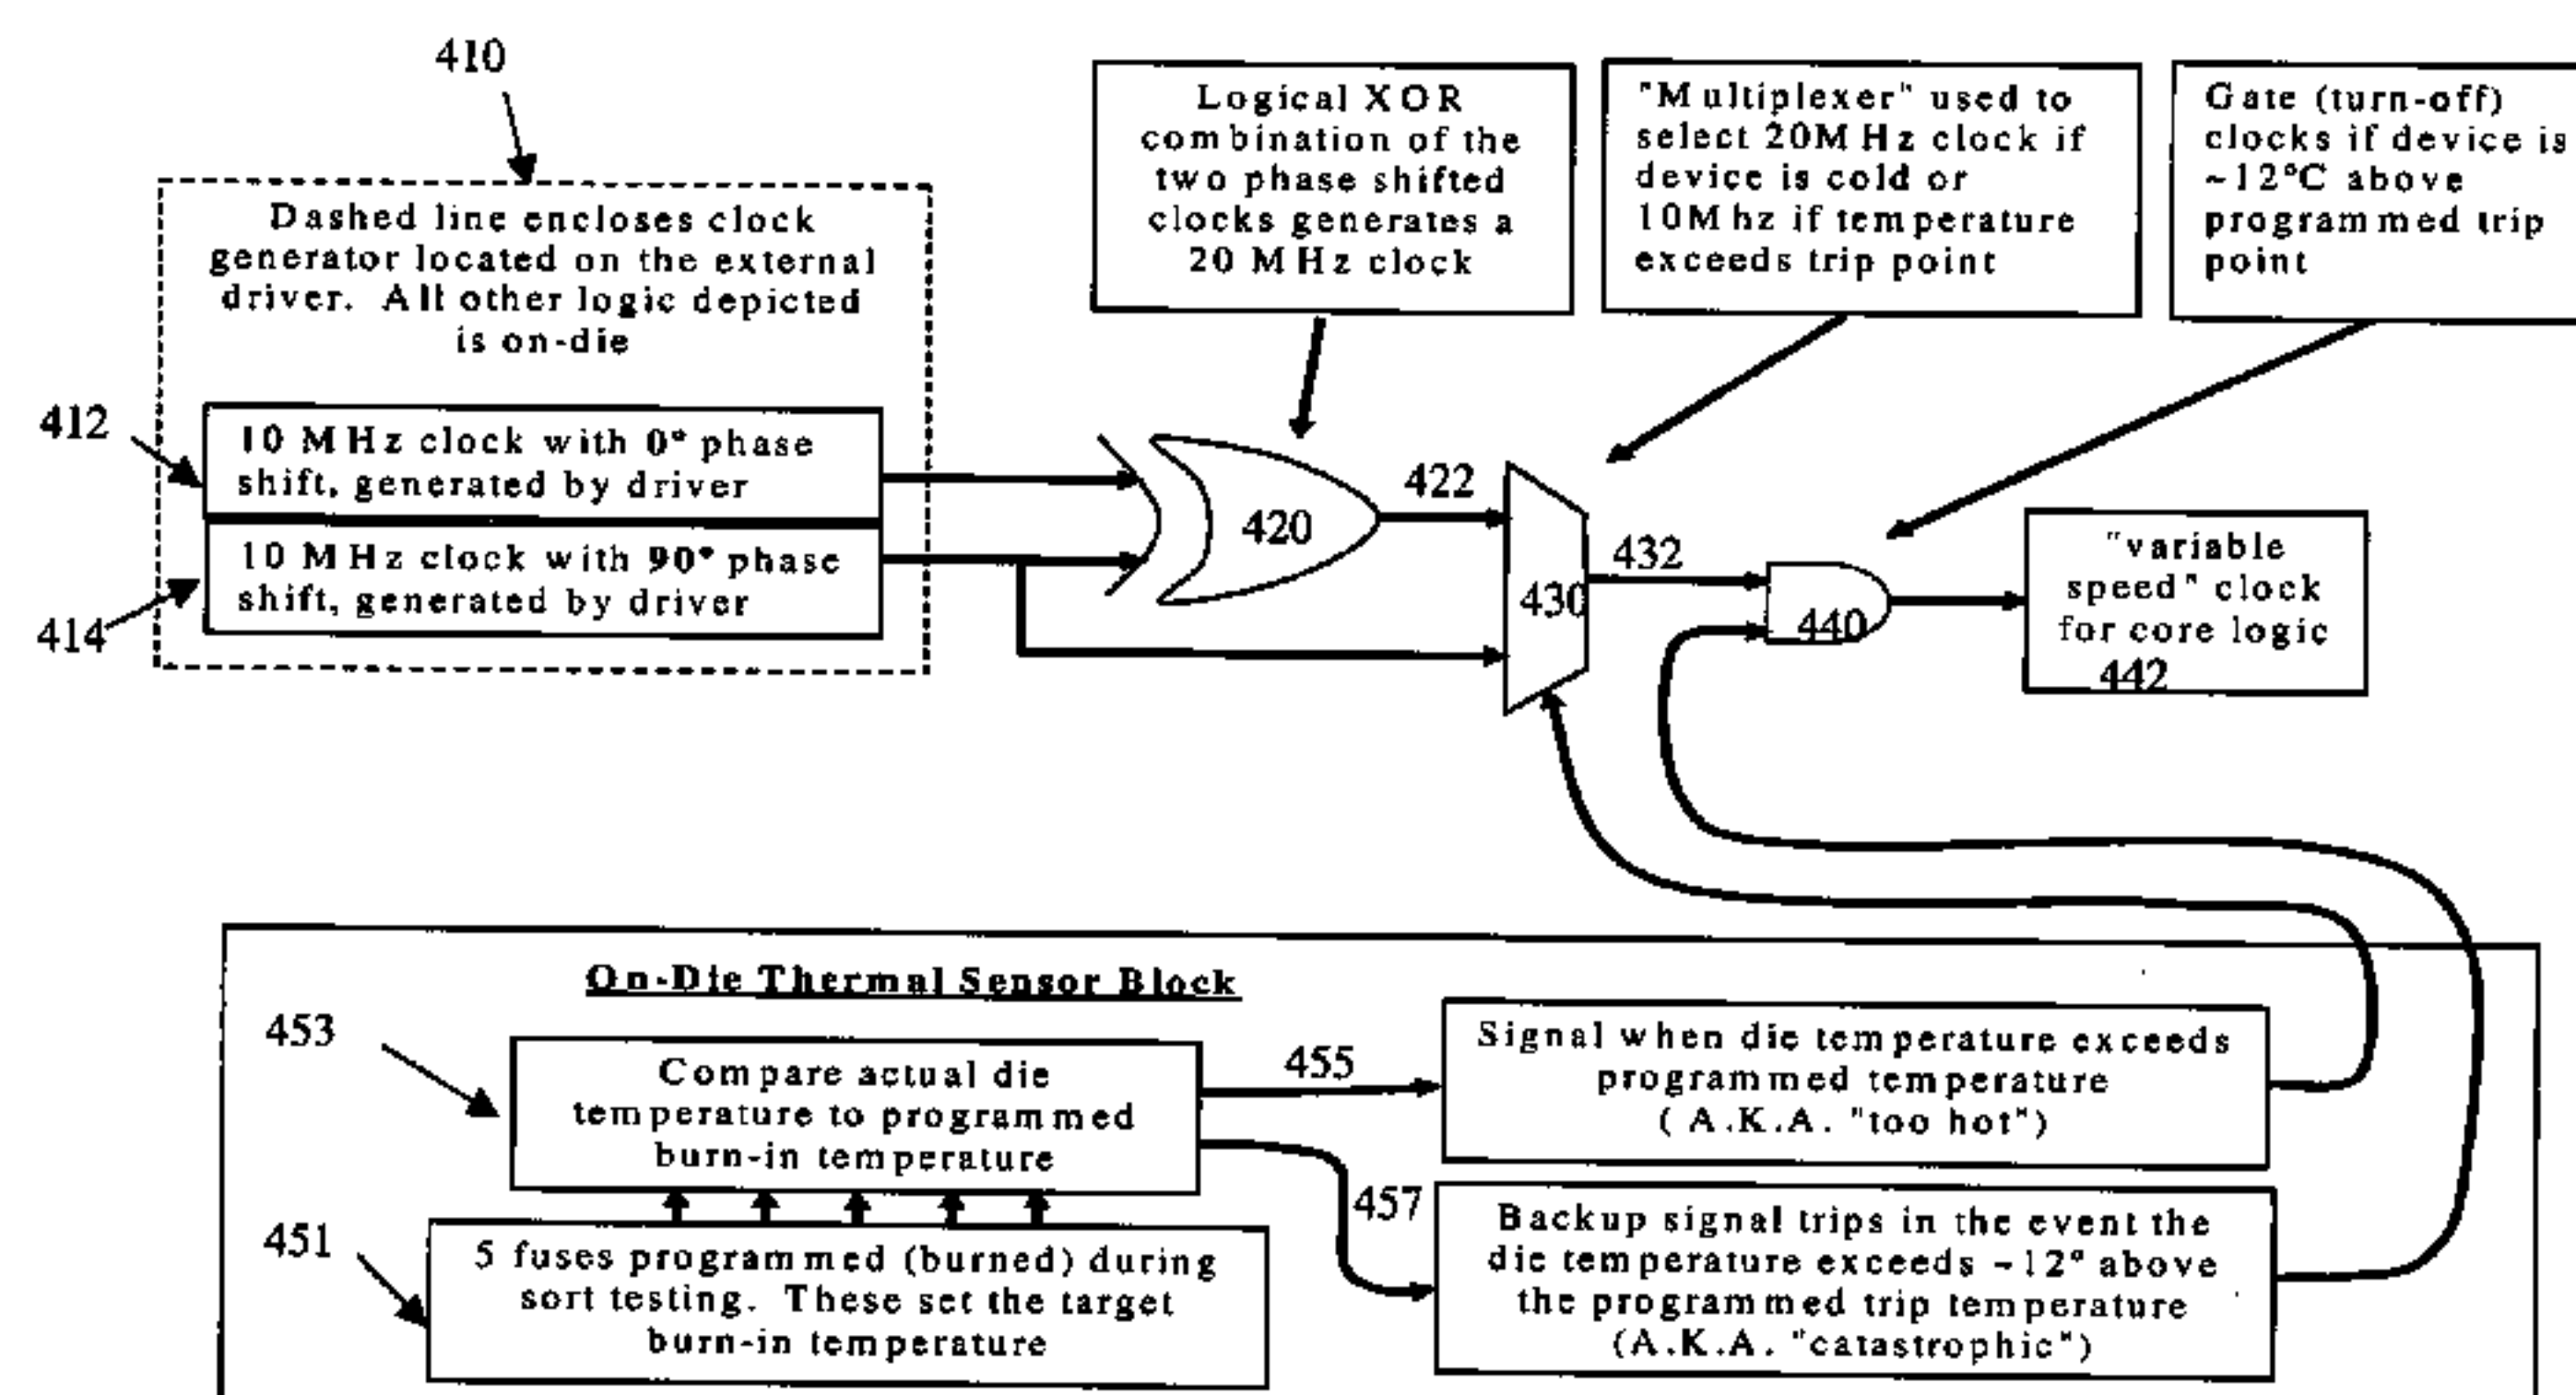 410
Dashed line encloses clock
generator located on the external
driver. All other logic depicted
is on-die
412
10 MHz clock with 0° phase
shift, generated by driver
414
10 MHz clock with 90° phase
shift, generated by driver
Logical XOR
combination of the
two phase shifted
clocks generates a
20 MHz clock
"Multiplexer" used to
select 20MHz clock if
device is cold or
10Mhz if temperature
exceeds trip point
Gate (turn-off)
clocks if device is
~12°C above
programmed trip
point
420
422
430
432
440
"variable
speed" clock
for core logic
442
On-Die Thermal Sensor Block
453
Compare actual die
temperature to programmed
burn-in temperature
451
5 fuses programmed (burned) during
sort testing. These set the target
burn-in temperature
455
Signal when die temperature exceeds
programmed temperature
( A.K.A. "too hot")
457
Backup signal trips in the event the
die temperature exceeds ~12° above
the programmed trip temperature
(A.K.A. "catastrophic")